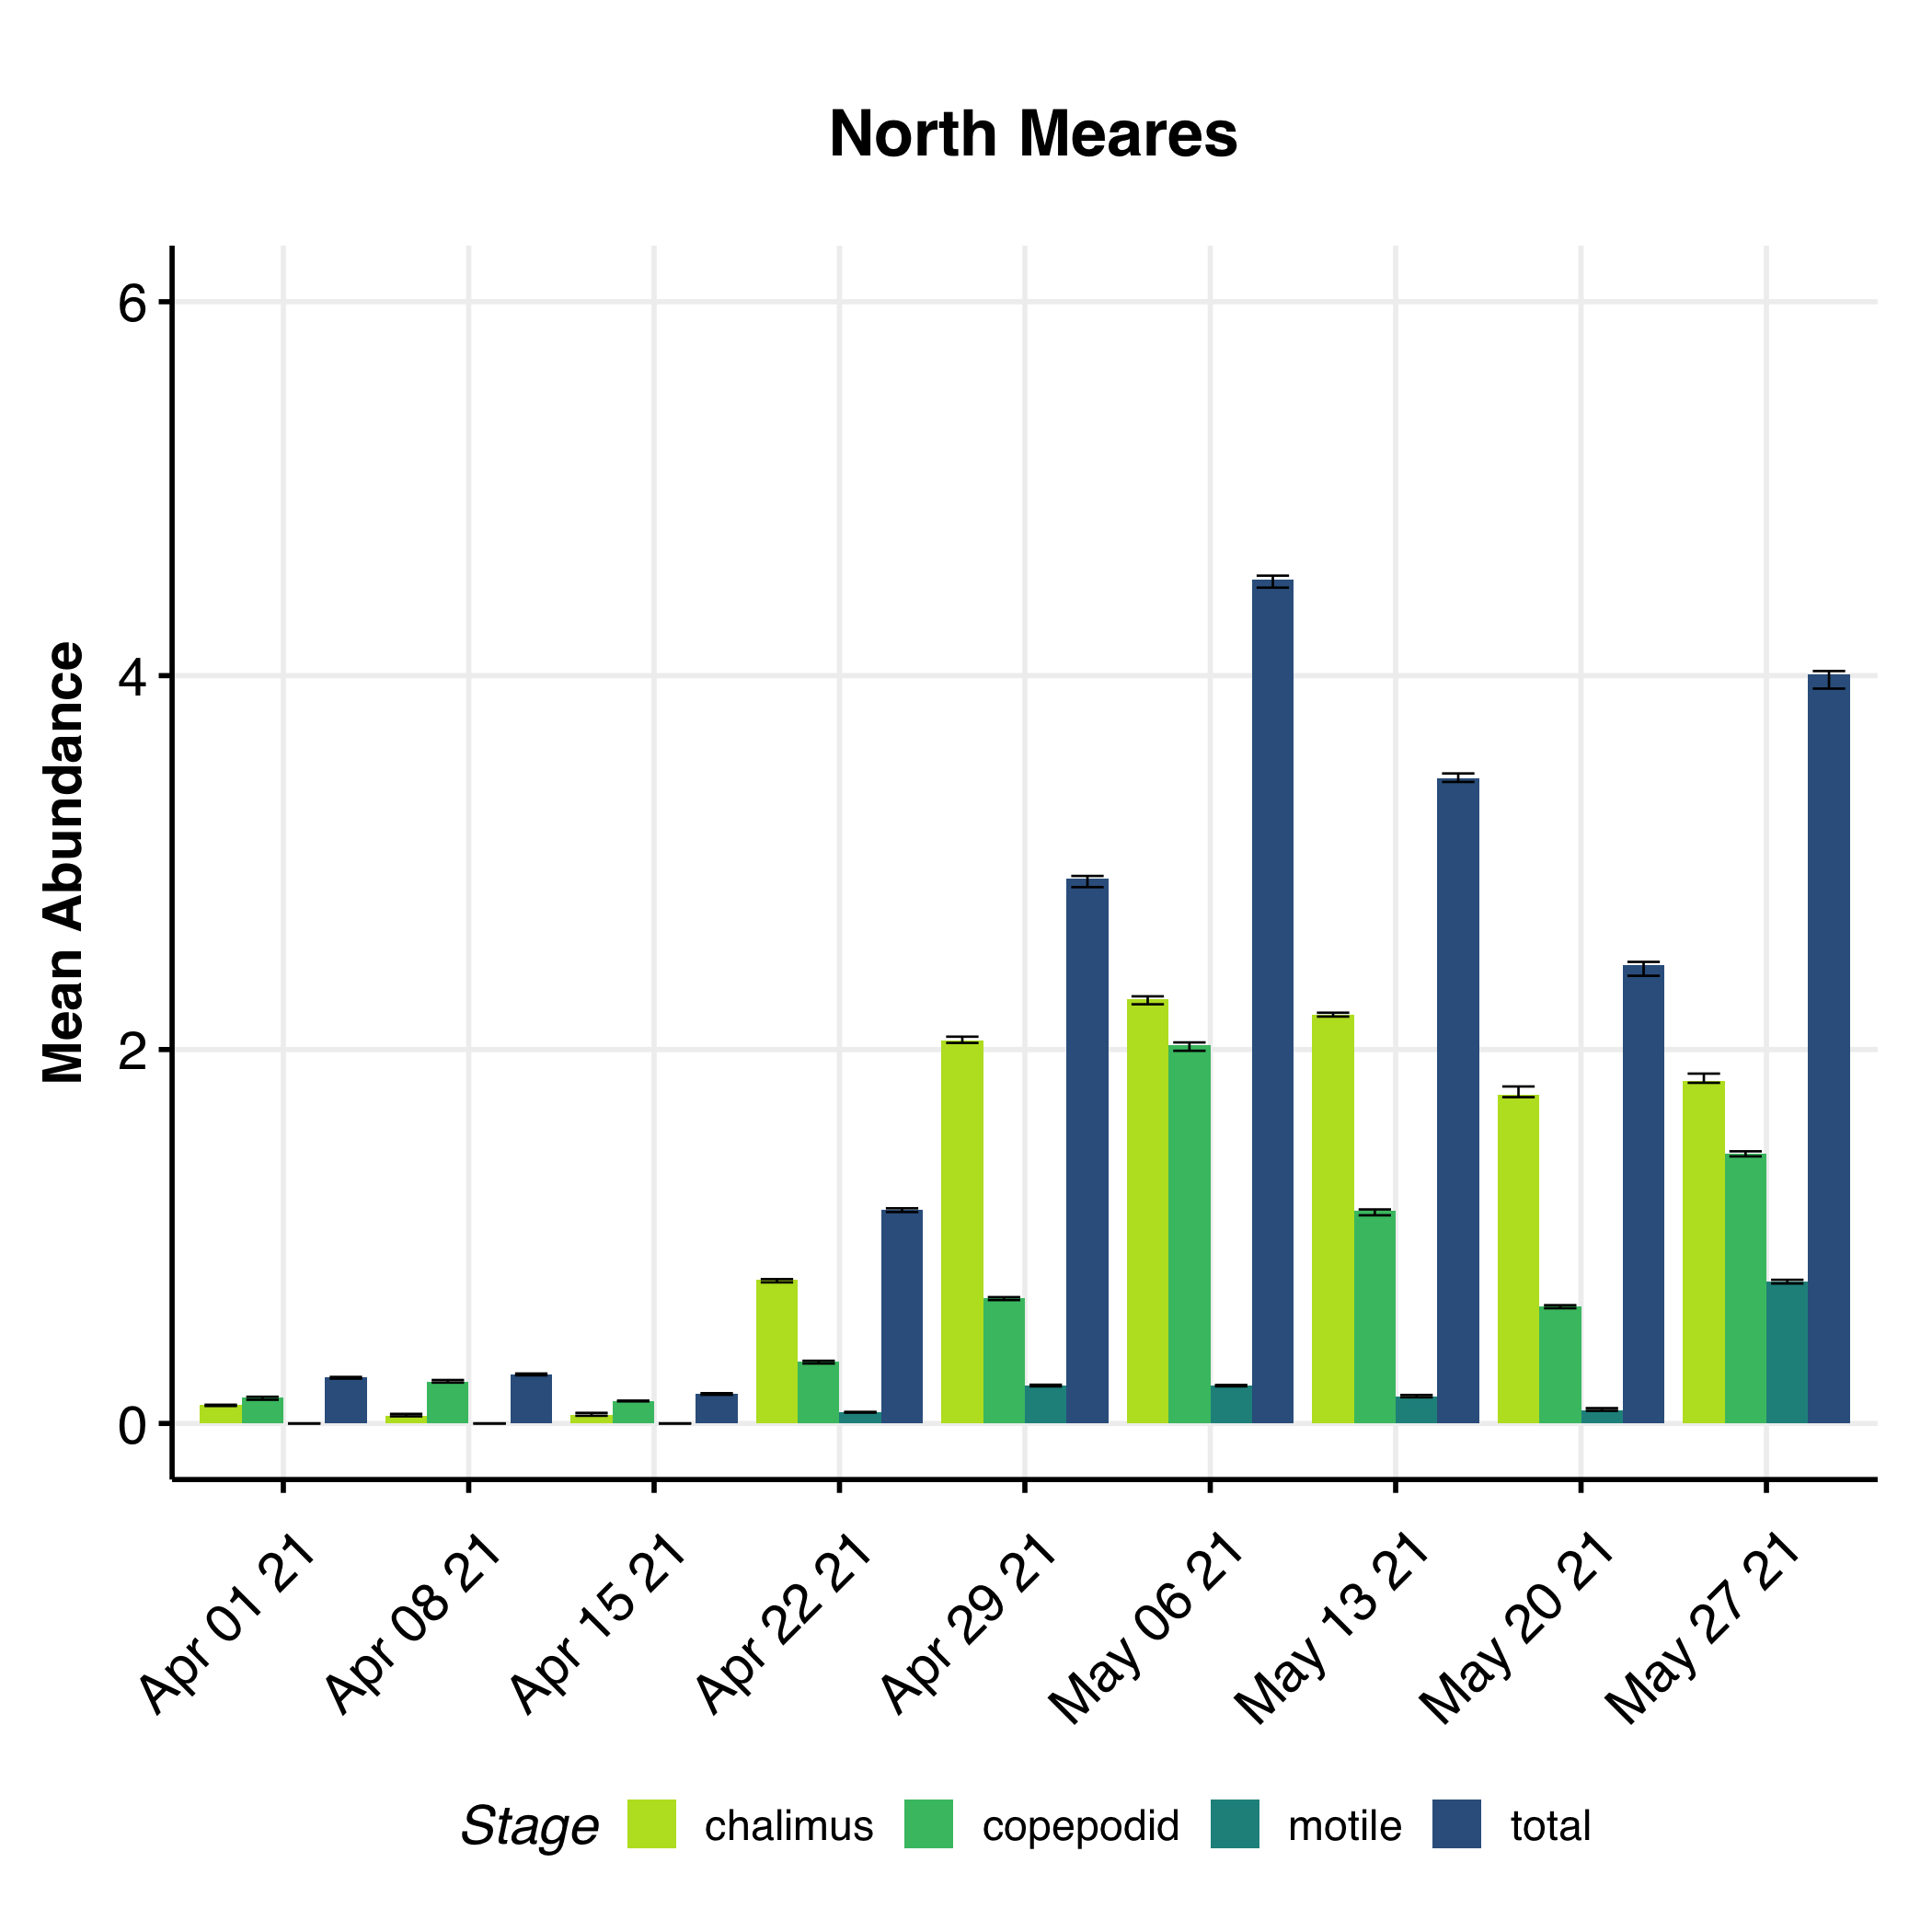 North Meares
Mean Abundance
6
4
2
0
Apr 01 21
Apr 08 21
Apr 15 21
Apr 22 21
Apr 29 21
May 06 21
May 13 21
May 20 21
May 27 21
Stage chalimus copepodid motile total